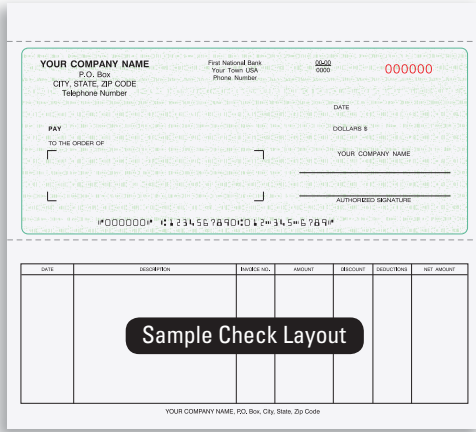 YOUR COMPANY NAME
P.O. Box
CITY, STATE, ZIP CODE
Telephone Number
First National Bank
Your Town USA
Phone Number
00-00
0000
000000
DATE
PAY
DOLLARS $
TO THE ORDER OF
YOUR COMPANY NAME
AUTHORIZED SIGNATURE
⑈000000⑈ ⑆1234567890⑆012⑉345⑉6789⑈
DATE DESCRIPTION INVOICE NO. AMOUNT DISCOUNT DEDUCTIONS NET AMOUNT
Sample Check Layout
YOUR COMPANY NAME, P.O, Box, City, State, Zip Code